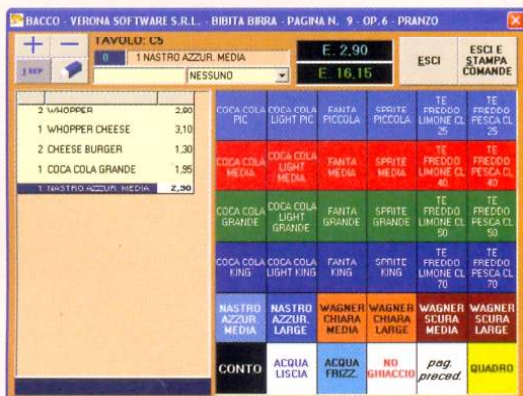 BACCO - VERONA SOFTWARE S.R.L. - BIBITA BIRRA - PAGINA N. 9 - OP.6 - PRANZO
TAVOLO: C5
0 1 NASTRO AZZUR. MEDIA
NESSUNO
E. 2,90
E. 16,15
ESCI
ESCI E
STAMPA
COMANDE
2 WHOPPER 2,90
1 WHOPPER CHEESE 3,10
2 CHEESE BURGER 1,30
1 COCA COLA GRANDE 1,95
1 NASTRO AZZUR. MEDIA 2,90
COCA COLA PIC
COCA COLA LIGHT PIC
FANTA PICCOLA
SPRITE PICCOLA
TE FREDDO LIMONE CL 25
TE FREDDO PESCA CL 25
COCA COLA MEDIA
COCA COLA LIGHT MEDIA
FANTA MEDIA
SPRITE MEDIA
TE FREDDO LIMONE CL 40
TE FREDDO PESCA CL 40
COCA COLA GRANDE
COCA COLA LIGHT GRANDE
FANTA GRANDE
SPRITE GRANDE
TE FREDDO LIMONE CL 50
TE FREDDO PESCA CL 50
COCA COLA KING
COCA COLA LIGHT KING
FANTA KING
SPRITE KING
TE FREDDO LIMONE CL 70
TE FREDDO PESCA CL 70
NASTRO AZZUR. MEDIA
NASTRO AZZUR. LARGE
WAGNER CHIARA MEDIA
WAGNER CHIARA LARGE
WAGNER SCURA MEDIA
WAGNER SCURA LARGE
CONTO
ACQUA LISCIA
ACQUA FRIZZ.
NO GHIACCIO
pag. preced.
QUADRO